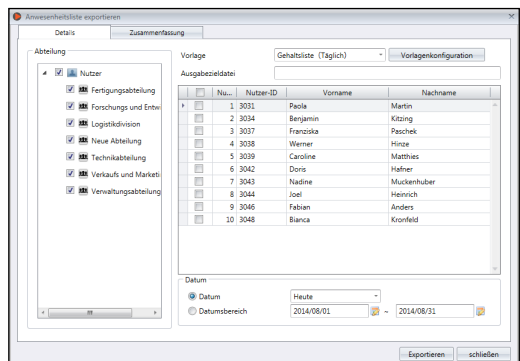 Anwesenheitsliste exportieren
Details Zusammenfassung
Abteilung
Nutzer
Fertigungsabteilung
Forschungs und Entwi
Logistikdivision
Neue Abteilung
Technikabteilung
Verkaufs und Marketi
Verwaltungsabteilung
Vorlage Gehaltsliste (Täglich) Vorlagenkonfiguration
Ausgabezieldatei
Nu... Nutzer-ID Vorname Nachname
1 3031 Paola Martin
2 3034 Benjamin Kitzing
3 3037 Franziska Paschek
4 3038 Werner Hinze
5 3039 Caroline Matthies
6 3042 Doris Hafner
7 3043 Nadine Muckenhuber
8 3044 Joel Heinrich
9 3046 Fabian Anders
10 3048 Bianca Kronfeld
Datum
Datum Heute
Datumsbereich 2014/08/01 ~ 2014/08/31
Exportieren schließen